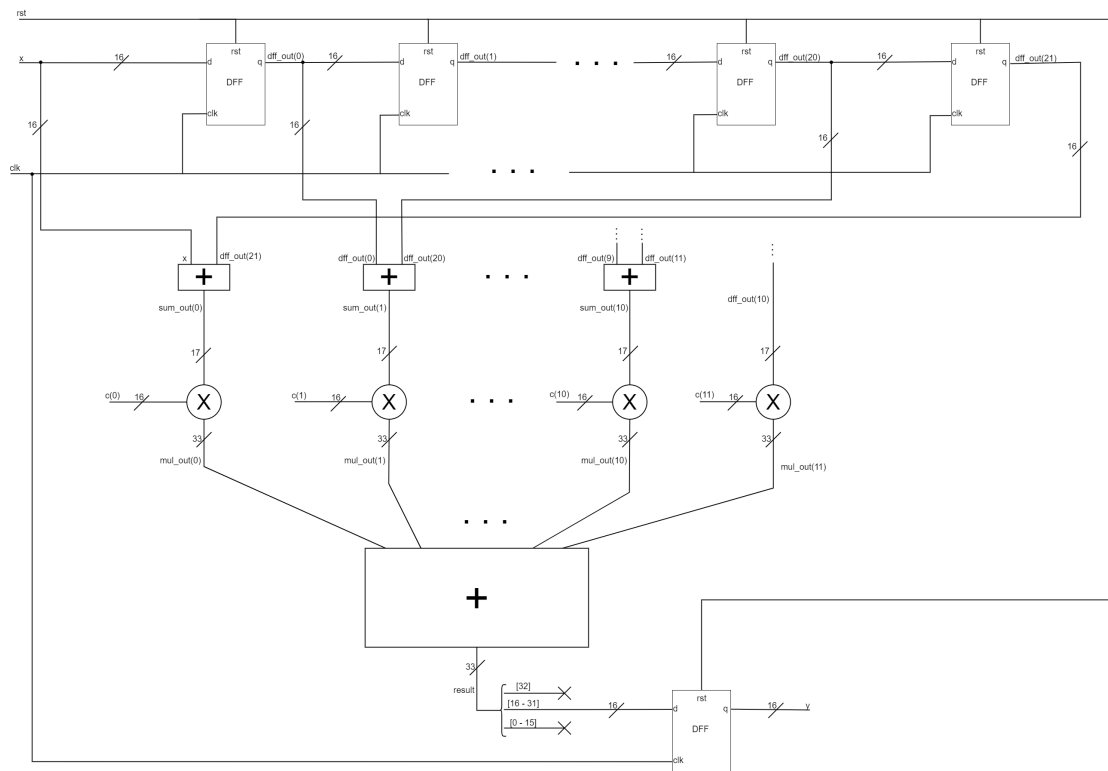 rst
x
16
d
rst
q
DFF
clk
dff_out(0)
16
d
rst
q
DFF
clk
dff_out(1)
. . .
16
d
rst
q
DFF
clk
dff_out(20)
16
d
rst
q
DFF
clk
dff_out(21)
16
16
16
16
clk
. . .
x
dff_out(21)
+
dff_out(0)
dff_out(20)
+
. . .
dff_out(9)
dff_out(11)
+
sum_out(0)
sum_out(1)
sum_out(10)
dff_out(10)
17
17
17
17
c(0)
16
X
c(1)
16
X
. . .
c(10)
16
X
c(11)
16
X
33
33
33
33
mul_out(0)
mul_out(1)
mul_out(10)
mul_out(11)
. . .
+
33
result
[32]
[16 - 31]
[0 - 15]
16
d
rst
q
DFF
clk
16
y